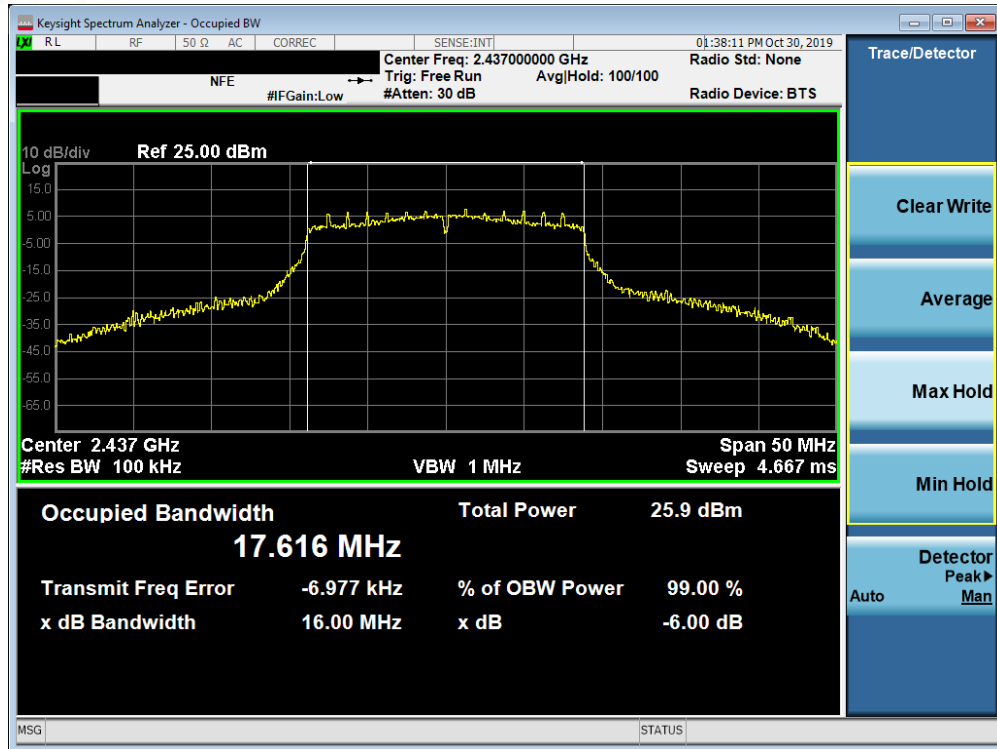 Keysight Spectrum Analyzer - Occupied BW
LXI RL RF 50 Ω AC CORREC SENSE:INT 01:38:11 PM Oct 30, 2019
Center Freq: 2.437000000 GHz Radio Std: None
NFE Trig: Free Run Avg|Hold: 100/100
#IFGain:Low #Atten: 30 dB Radio Device: BTS
10 dB/div Ref 25.00 dBm
Log
15.0
5.00
-5.00
-15.0
-25.0
-35.0
-45.0
-55.0
-65.0
Center 2.437 GHz Span 50 MHz
#Res BW 100 kHz VBW 1 MHz Sweep 4.667 ms
Occupied Bandwidth Total Power 25.9 dBm
17.616 MHz
Transmit Freq Error -6.977 kHz % of OBW Power 99.00 %
x dB Bandwidth 16.00 MHz x dB -6.00 dB
MSG STATUS
Trace/Detector
Clear Write
Average
Max Hold
Min Hold
Detector
Peak▶
Auto Man